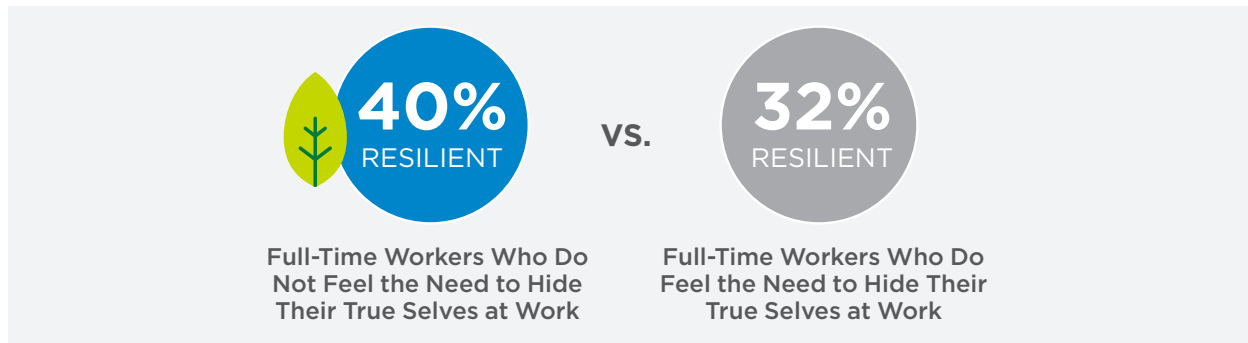 40%
RESILIENT
vs.
32%
RESILIENT
Full-Time Workers Who Do
Not Feel the Need to Hide
Their True Selves at Work
Full-Time Workers Who Do
Feel the Need to Hide Their
True Selves at Work